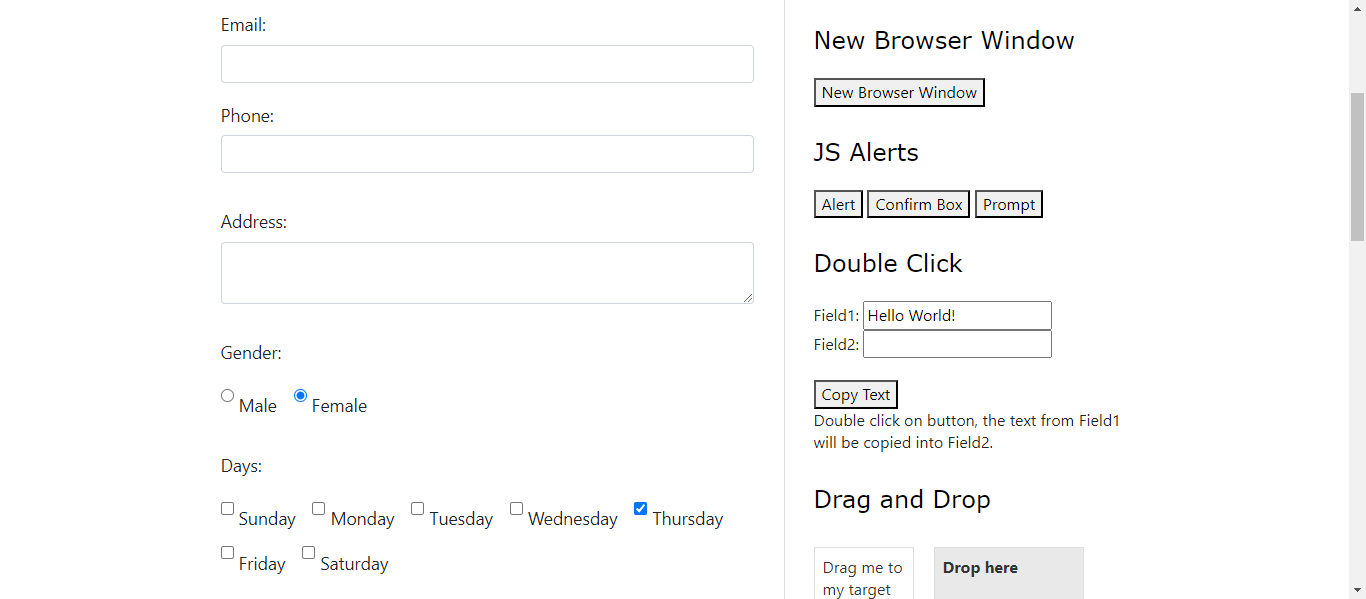 Email:
Phone:
Address:
Gender:
Male Female
Days:
Sunday Monday Tuesday Wednesday Thursday
Friday Saturday
New Browser Window
New Browser Window
JS Alerts
Alert Confirm Box Prompt
Double Click
Field1: Hello World!
Field2:
Copy Text
Double click on button, the text from Field1
will be copied into Field2.
Drag and Drop
Drag me to
my target
Drop here